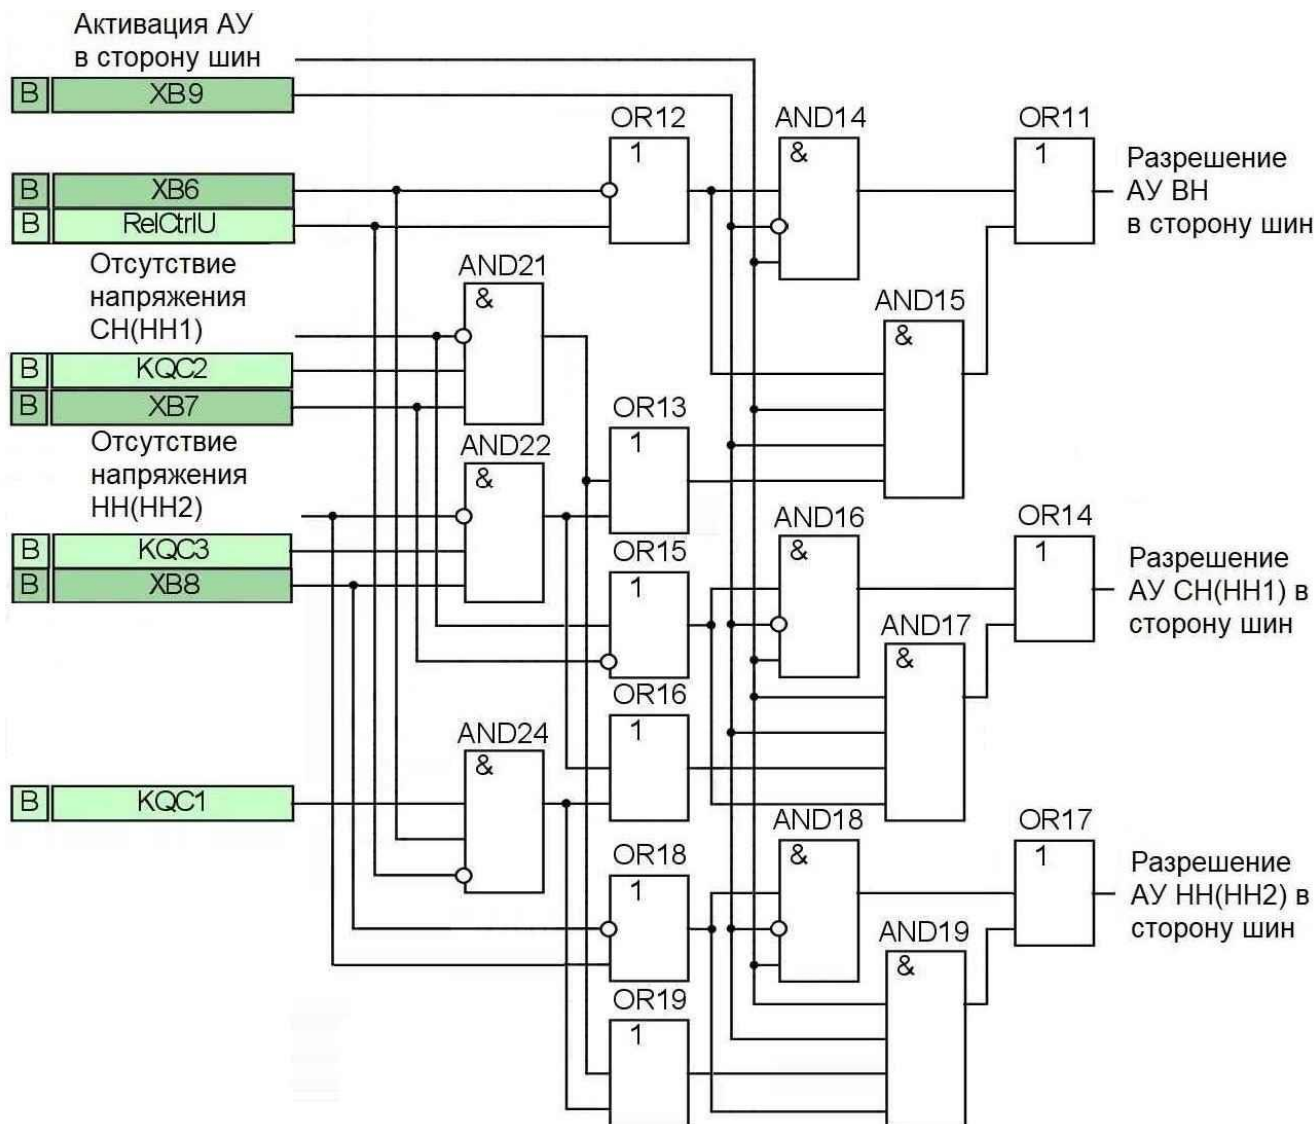 Активация АУ
в сторону шин
B XB9
OR12
1
AND14
&
OR11
1
Разрешение
АУ ВН
в сторону шин
B XB6
B RelCtrlU
Отсутствие
напряжения
СН(НН1)
AND21
&
AND15
&
B KQC2
B XB7
OR13
1
Отсутствие
напряжения
НН(НН2)
AND22
&
AND16
&
OR14
1
Разрешение
АУ СН(НН1) в
сторону шин
B KQC3
B XB8
OR15
1
AND17
&
OR16
1
AND24
&
B KQC1
AND18
&
OR17
1
Разрешение
АУ НН(НН2) в
сторону шин
OR18
1
AND19
&
OR19
1